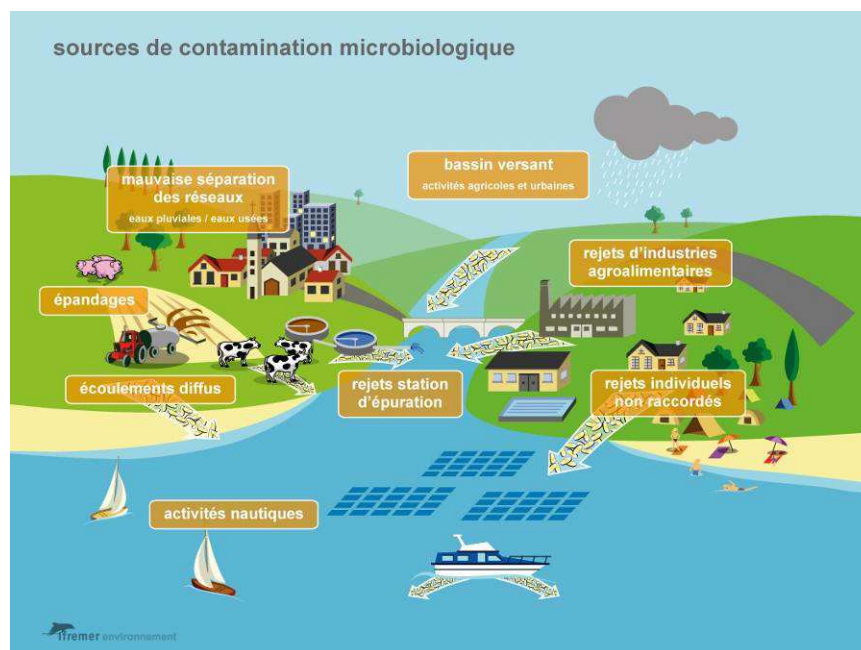 sources de contamination microbiologique
bassin versant
activités agricoles et urbaines
mauvaise séparation
des réseaux
eaux pluviales / eaux usées
rejets d'industries
agroalimentaires
épandages
écoulements diffus
rejets station
d'épuration
rejets individuels
non raccordés
activités nautiques
ifremer environnement